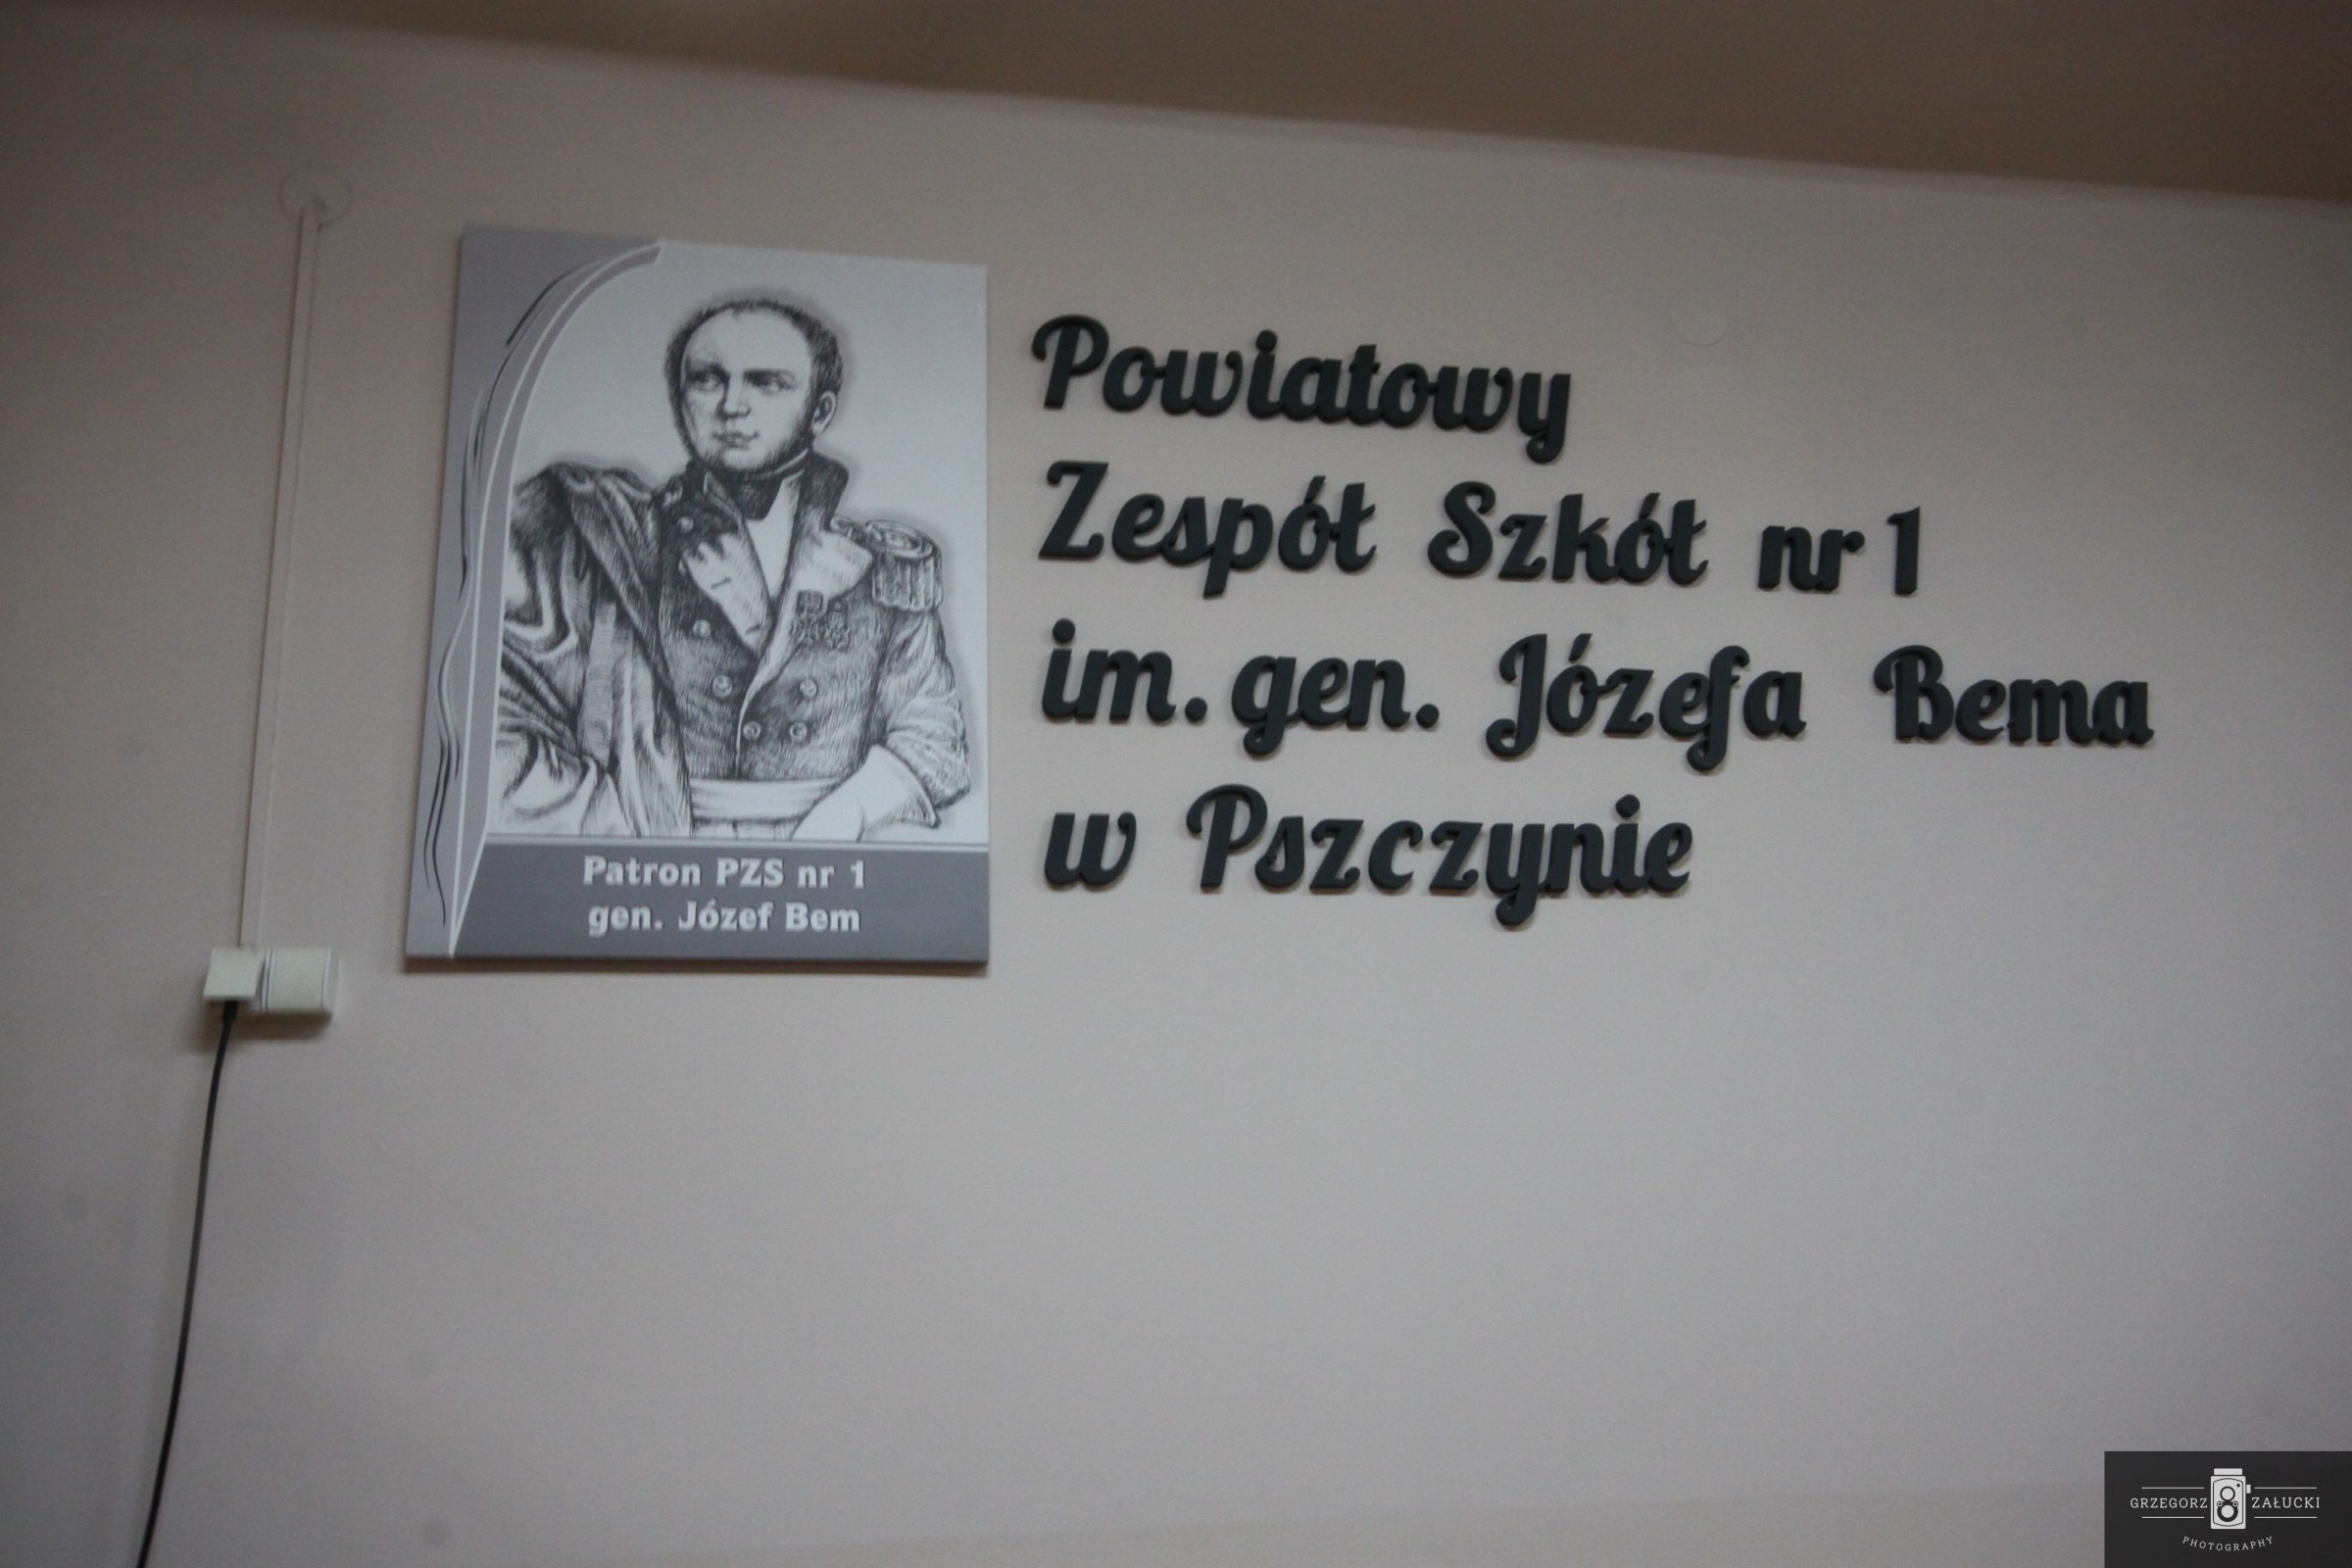 Powiatowy
Zespół Szkół nr 1
im. gen. Józefa Bema
w Pszczynie
Patron PZS nr 1
gen. Józef Bem
GRZEGORZ ZAŁUCKI
PHOTOGRAPHY